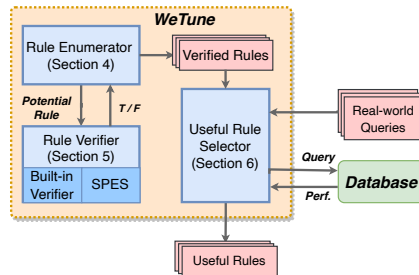 WeTune
Rule Enumerator
(Section 4)
Verified Rules
Potential
Rule
T / F
Rule Verifier
(Section 5)
Built-in
Verifier
SPES
Useful Rule
Selector
(Section 6)
Real-world
Queries
Query
Database
Perf.
Useful Rules